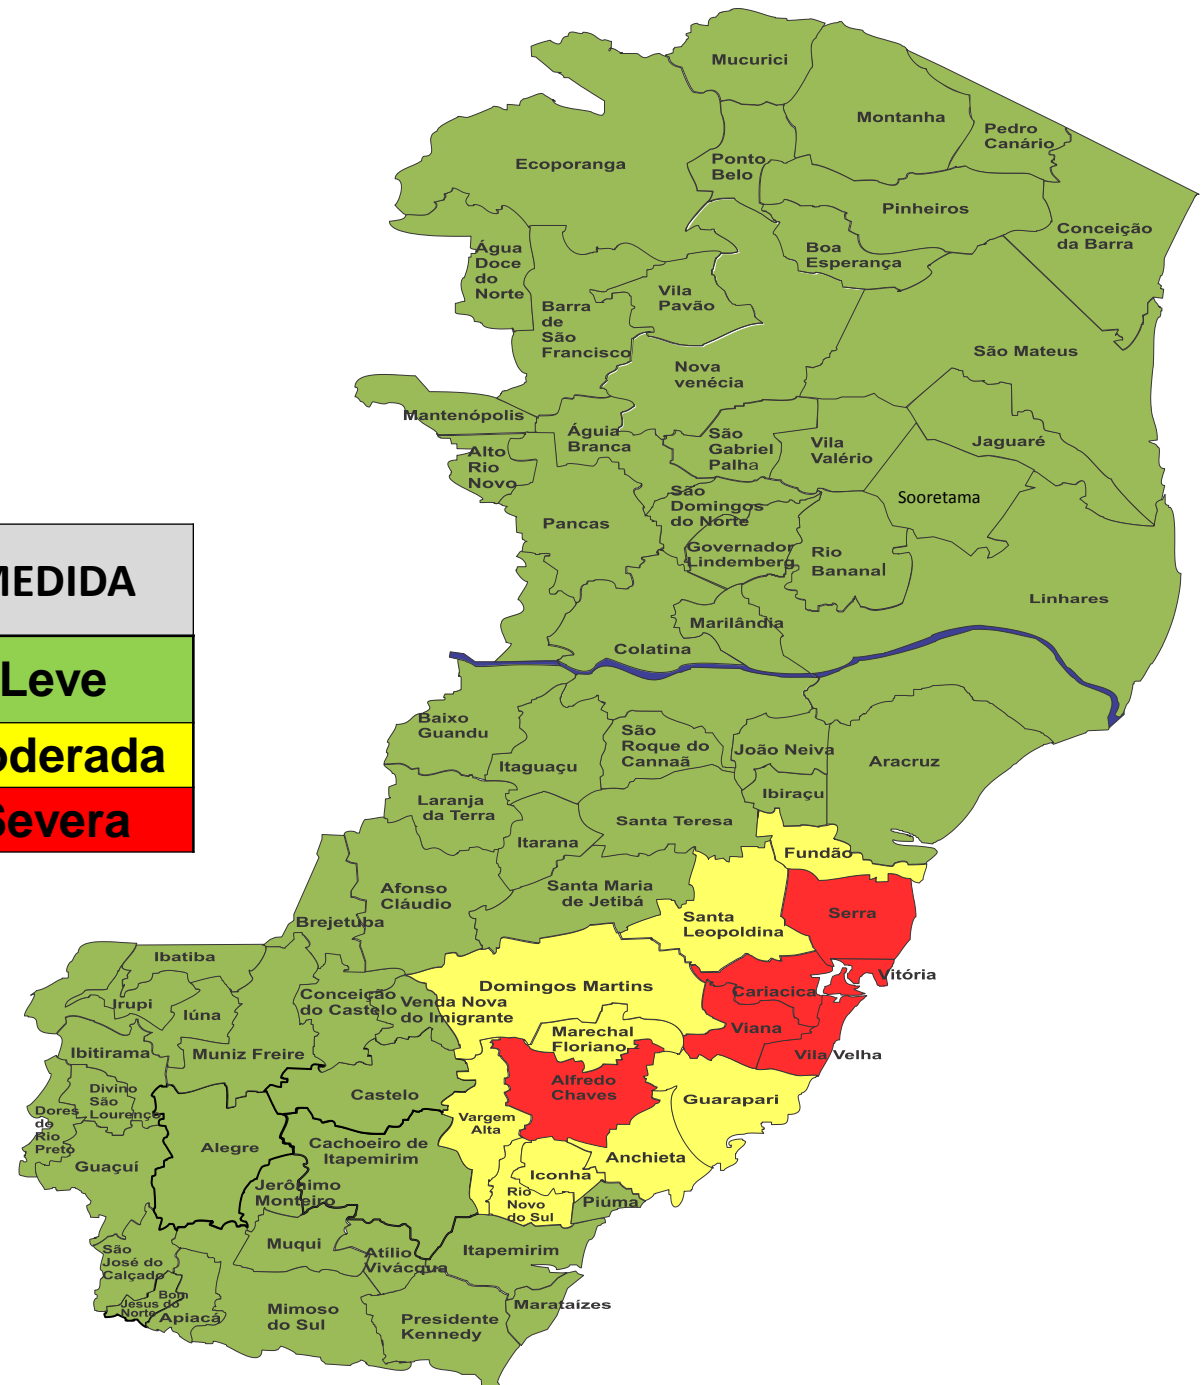 Mucurici
Montanha
Pedro
Canário
Ecoporanga
Ponto
Belo
Pinheiros
Conceição
da Barra
Água
Doce
do
Norte
Boa
Esperança
Vila
Pavão
Barra
de
São
Francisco
São Mateus
Nova
venécia
Mantenópolis
Águia
Branca
São
Gabriel
Palha
Vila
Valério
Jaguaré
Alto
Rio
Novo
Sooretama
São
Domingos
do Norte
Pancas
Governador
Lindemberg
Rio
Bananal
MEDIDA
Linhares
Marilândia
Colatina
Leve
Baixo
Guandu
São
Roque do
Cannaã
João Neiva
Aracruz
oderada
Itaguaçu
Ibiraçu
Laranja
da Terra
Santa Teresa
Severa
Itarana
Fundão
Afonso
Cláudio
Santa Maria
de Jetibá
Brejetuba
Santa
Leopoldina
Serra
Ibatiba
Vitória
Domingos Martins
Cariacica
Conceição
do Castelo
Venda Nova
do Imigrante
Irupi
Iúna
Viana
Marechal
Floriano
Ibitirama
Muniz Freire
Vila Velha
Alfredo
Chaves
Divino
São
Lourenço
Castelo
Guarapari
Dores
de
Rio
Preto
Vargem
Alta
Alegre
Cachoeiro de
Itapemirim
Anchieta
Guaçuí
Iconha
Jerônimo
Monteiro
Rio
Novo
do Sul
Piúma
Muqui
Atílio
Vivácqua
Itapemirim
São
José do
Calçado
Bom
Jesus do
Norte
Apiacá
Mimoso
do Sul
Presidente
Kennedy
Marataízes